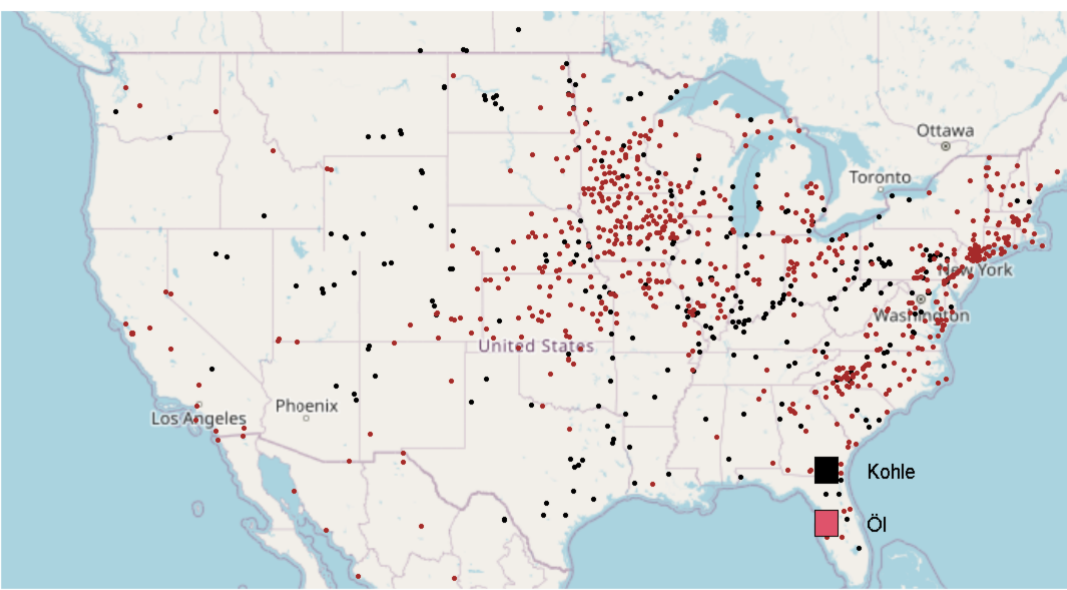 Ottawa
Toronto
New York
Washington
United States
Phoenix
Los Angeles
Kohle
Öl